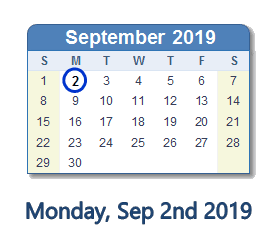 September 2019
S M T W T F S
1 2 3 4 5 6 7
8 9 10 11 12 13 14
15 16 17 18 19 20 21
22 23 24 25 26 27 28
29 30
Monday, Sep 2nd 2019